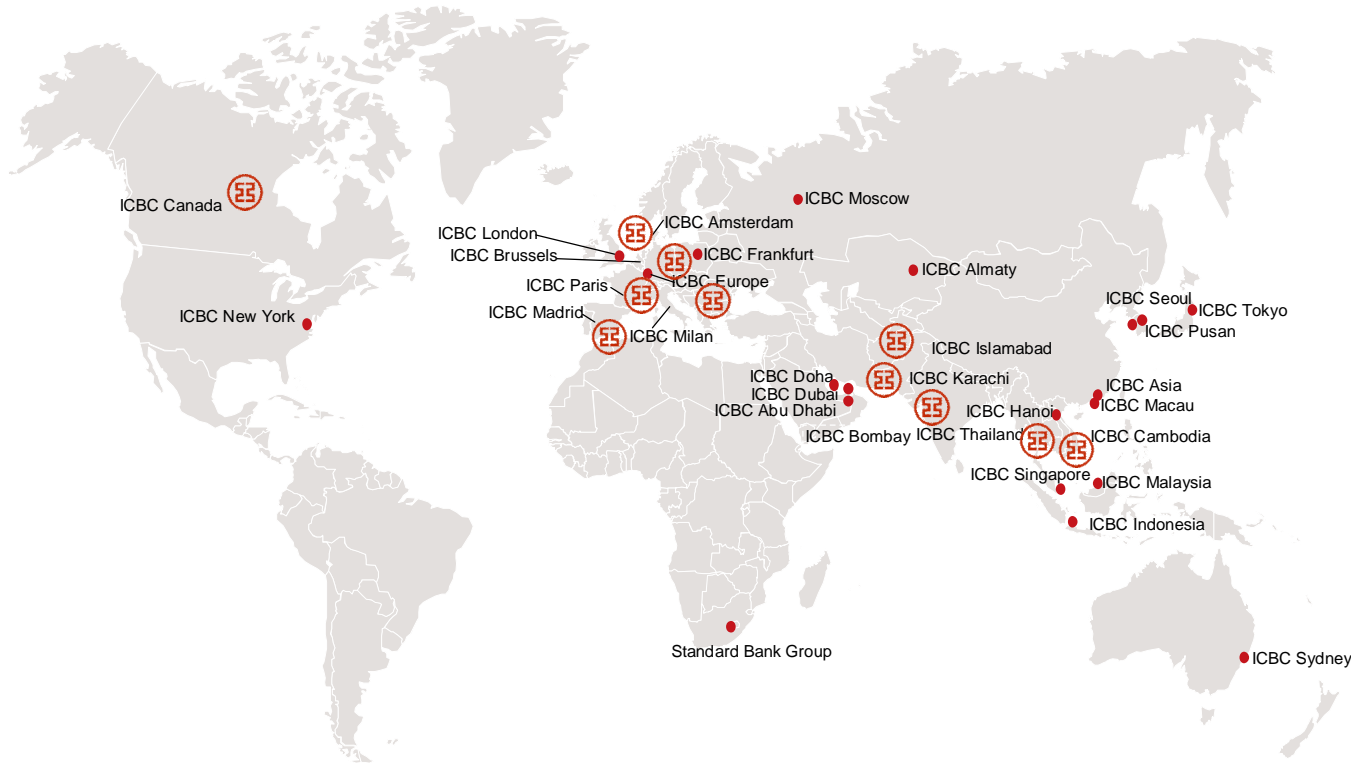 ICBC Moscow
ICBC Canada
ICBC Amsterdam
ICBC London
ICBC Brussels
ICBC Frankfurt
ICBC Almaty
ICBC Europe
ICBC Paris
ICBC Seoul
ICBC Tokyo
ICBC Madrid
ICBC New York
ICBC Pusan
ICBC Milan
ICBC Islamabad
ICBC Doha
ICBC Karachi
ICBC Asia
ICBC Dubai
ICBC Macau
ICBC Abu Dhabi
ICBC Hanoi
ICBC Bombay
ICBC Thailand
ICBC Cambodia
ICBC Singapore
ICBC Malaysia
ICBC Indonesia
Standard Bank Group
ICBC Sydney